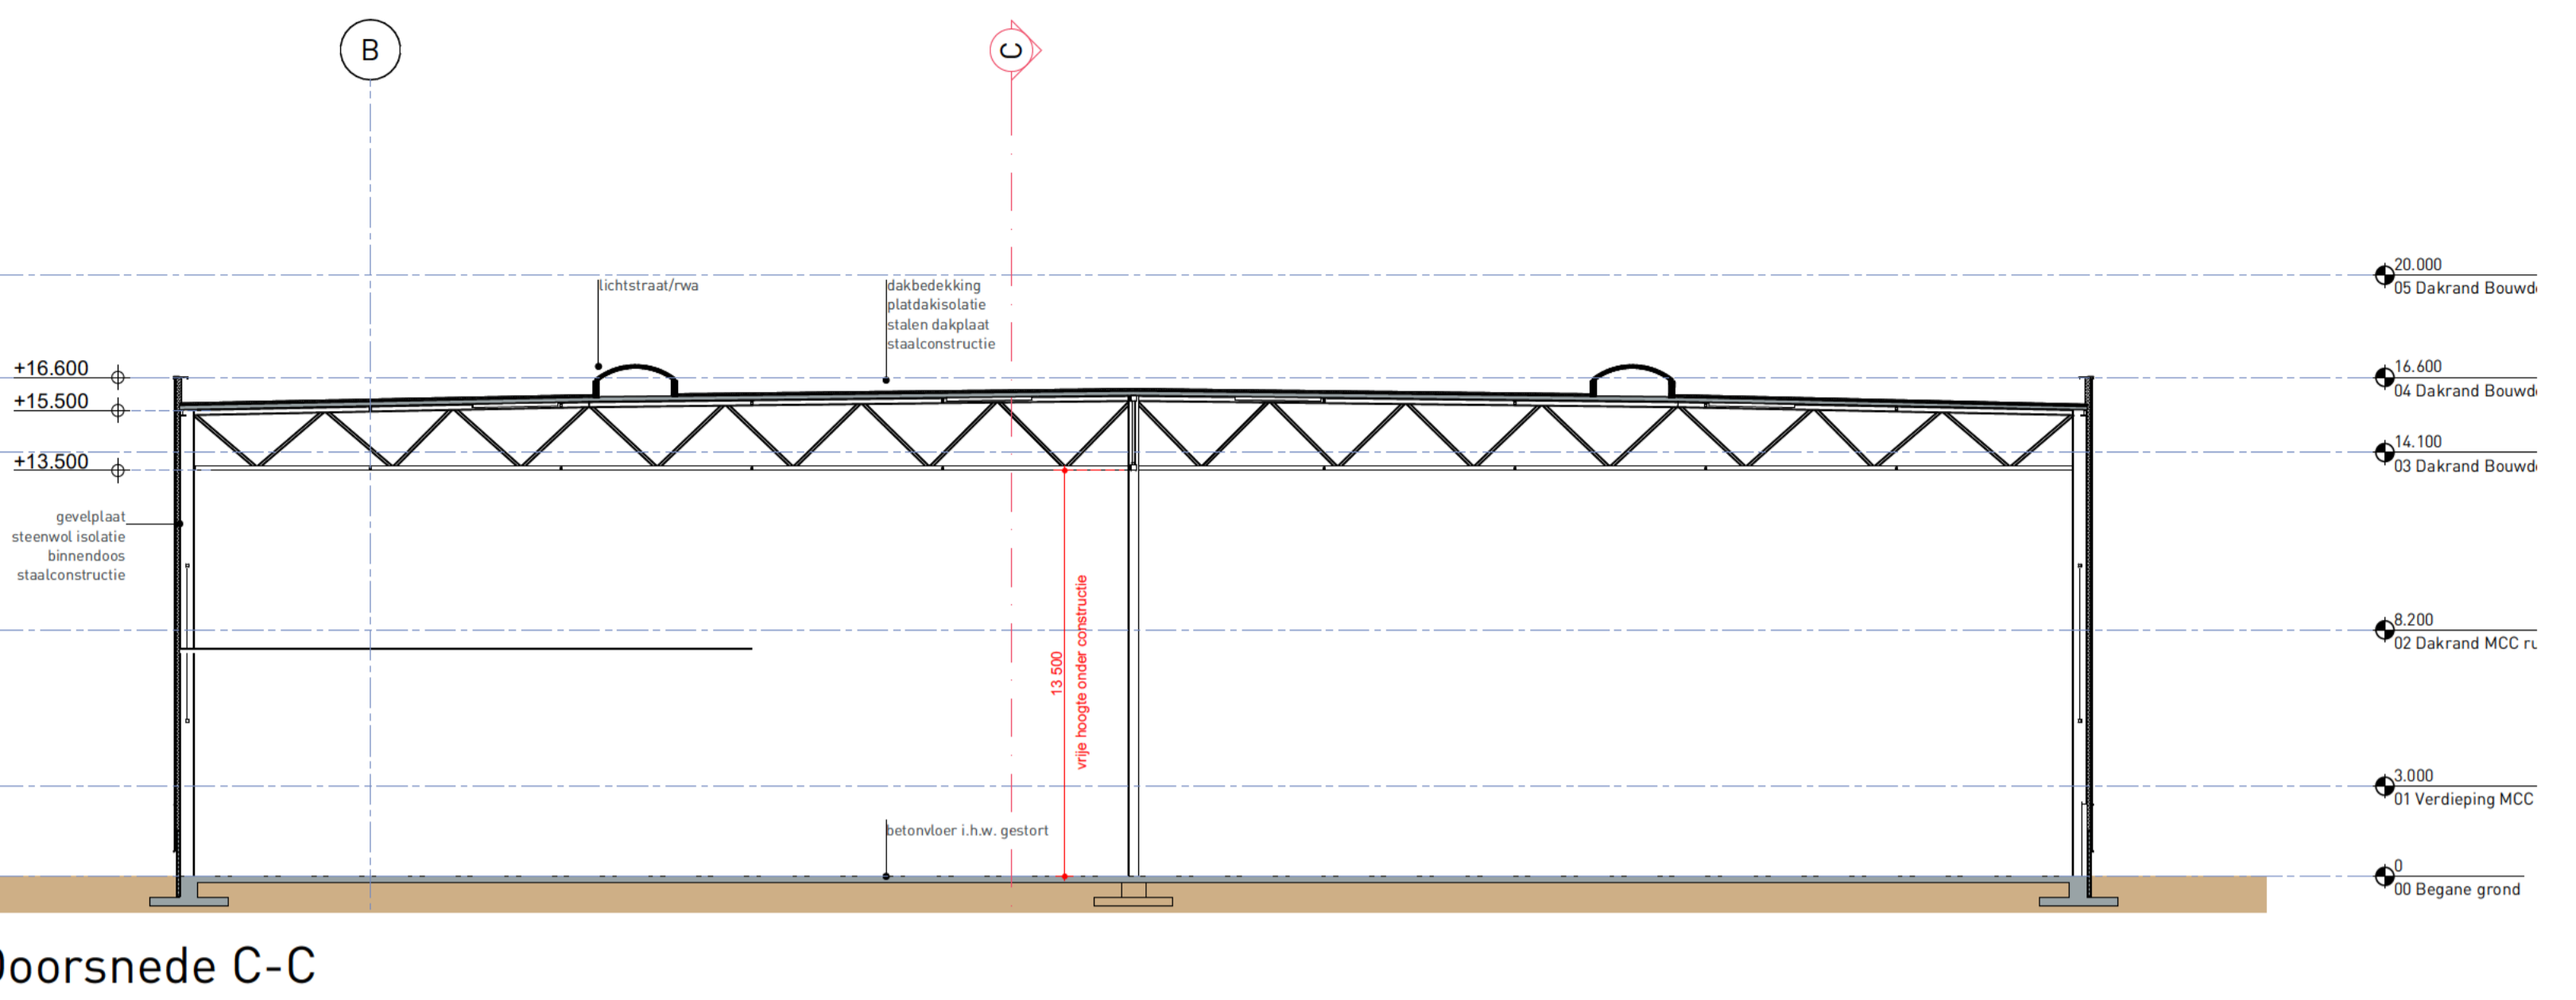 B
C
20.000
05 Dakrand Bouwd
lichtstraat/rwa
dakbedekking
platdakisolatie
stalen dakplaat
staalconstructie
+16.600
16.600
04 Dakrand Bouwd
+15.500
14.100
03 Dakrand Bouwd
+13.500
gevelplaat
steenwol isolatie
binnendoos
staalconstructie
13 500
vrije hoogte onder constructie
8.200
02 Dakrand MCC ru
3.000
01 Verdieping MCC
betonvloer i.h.w. gestort
0
00 Begane grond
Doorsnede C-C